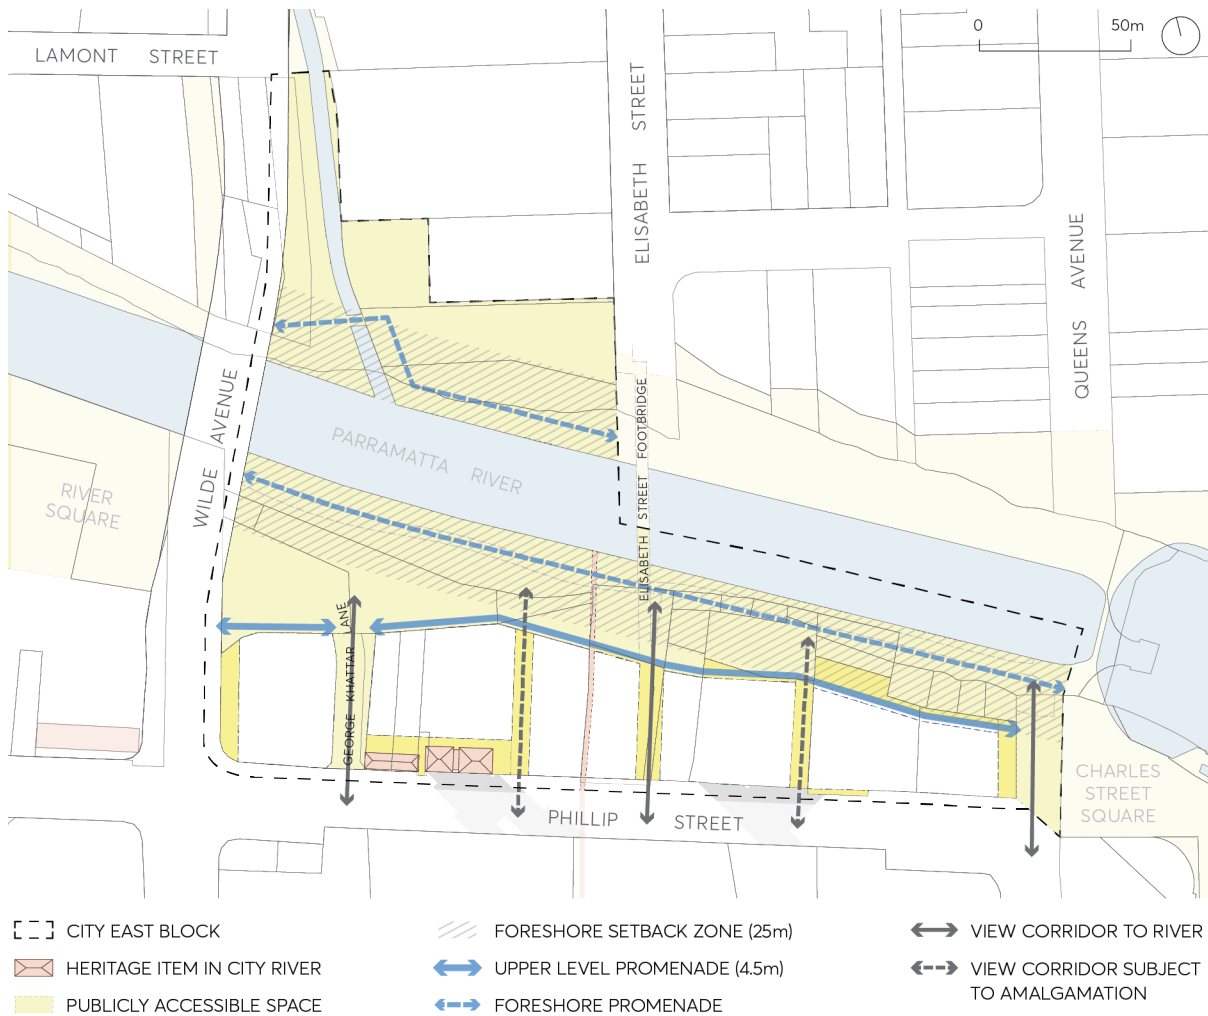 LAMONT STREET
0 50m
ELISABETH STREET
QUEENS AVENUE
WILDE AVENUE
PARRAMATTA RIVER
RIVER
SQUARE
ELISABETH STREET FOOTBRIDGE
GEORGE KHATTAR LANE
PHILLIP STREET
CHARLES
STREET
SQUARE
CITY EAST BLOCK
HERITAGE ITEM IN CITY RIVER
PUBLICLY ACCESSIBLE SPACE
FORESHORE SETBACK ZONE (25m)
UPPER LEVEL PROMENADE (4.5m)
FORESHORE PROMENADE
VIEW CORRIDOR TO RIVER
VIEW CORRIDOR SUBJECT
TO AMALGAMATION